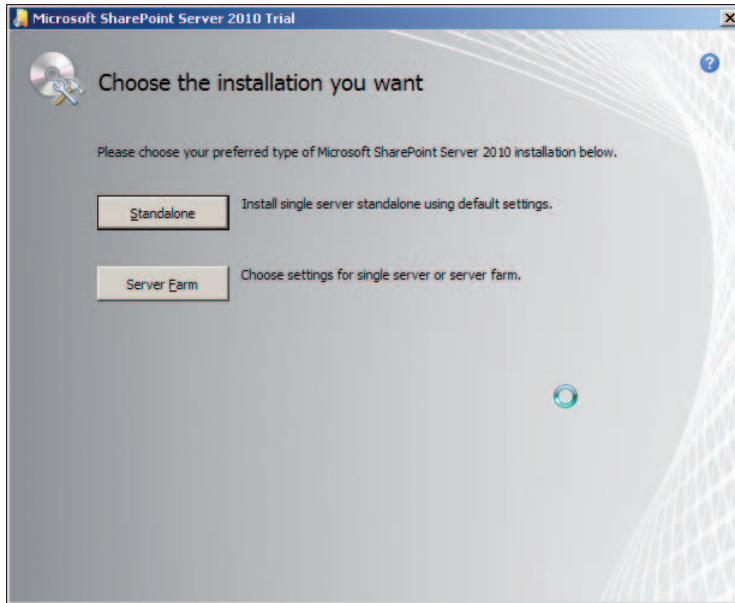 Microsoft SharePoint Server 2010 Trial
Choose the installation you want
Please choose your preferred type of Microsoft SharePoint Server 2010 installation below.
Standalone
Install single server standalone using default settings.
Server Farm
Choose settings for single server or server farm.